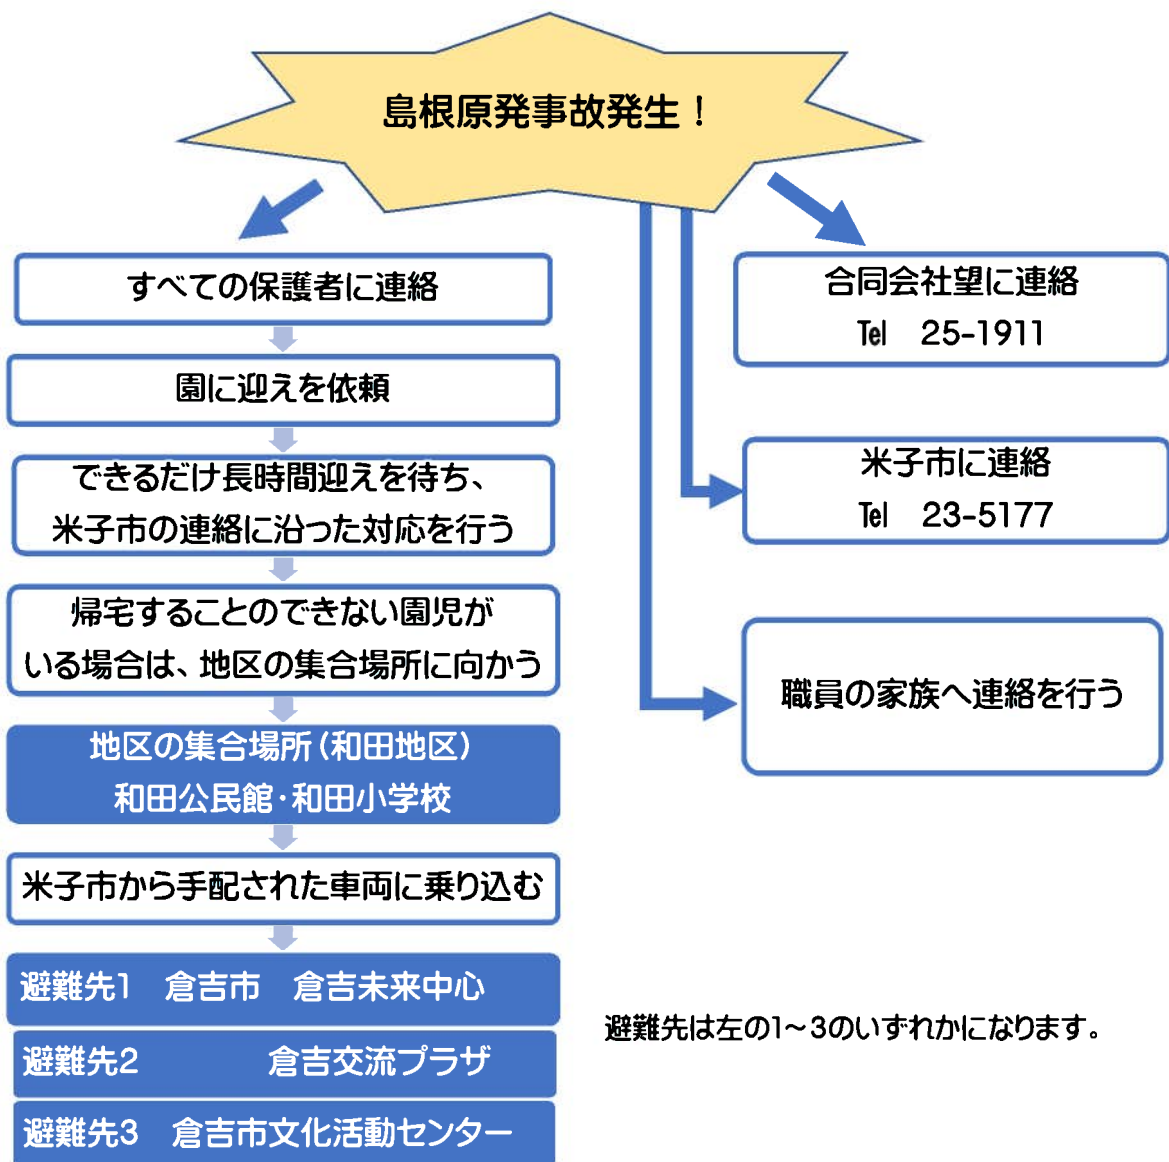 島根原発事故発生！
すべての保護者に連絡
園に迎えを依頼
できるだけ長時間迎えを待ち、
米子市の連絡に沿った対応を行う
帰宅することのできない園児が
いる場合は、地区の集合場所に向かう
地区の集合場所（和田地区）
和田公民館・和田小学校
米子市から手配された車両に乗り込む
避難先1　倉吉市　倉吉未来中心
避難先2　　　　倉吉交流プラザ
避難先3　倉吉市文化活動センター
合同会社望に連絡
℡　25-1911
米子市に連絡
℡　23-5177
職員の家族へ連絡を行う
避難先は左の1～3のいずれかになります。